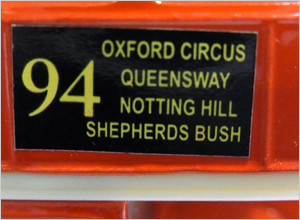 94
OXFORD CIRCUS
QUEENSWAY
NOTTING HILL
SHEPHERDS BUSH